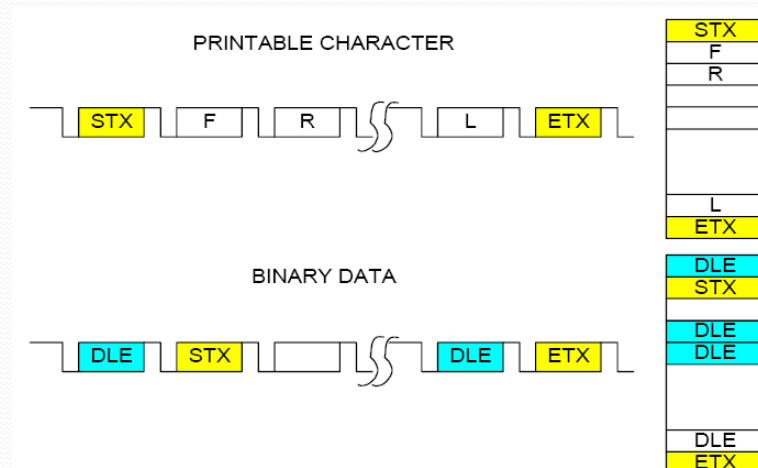 PRINTABLE CHARACTER
STX F R L ETX
BINARY DATA
DLE STX DLE ETX
STX
F
R
L
ETX
DLE
STX
DLE
DLE
DLE
ETX